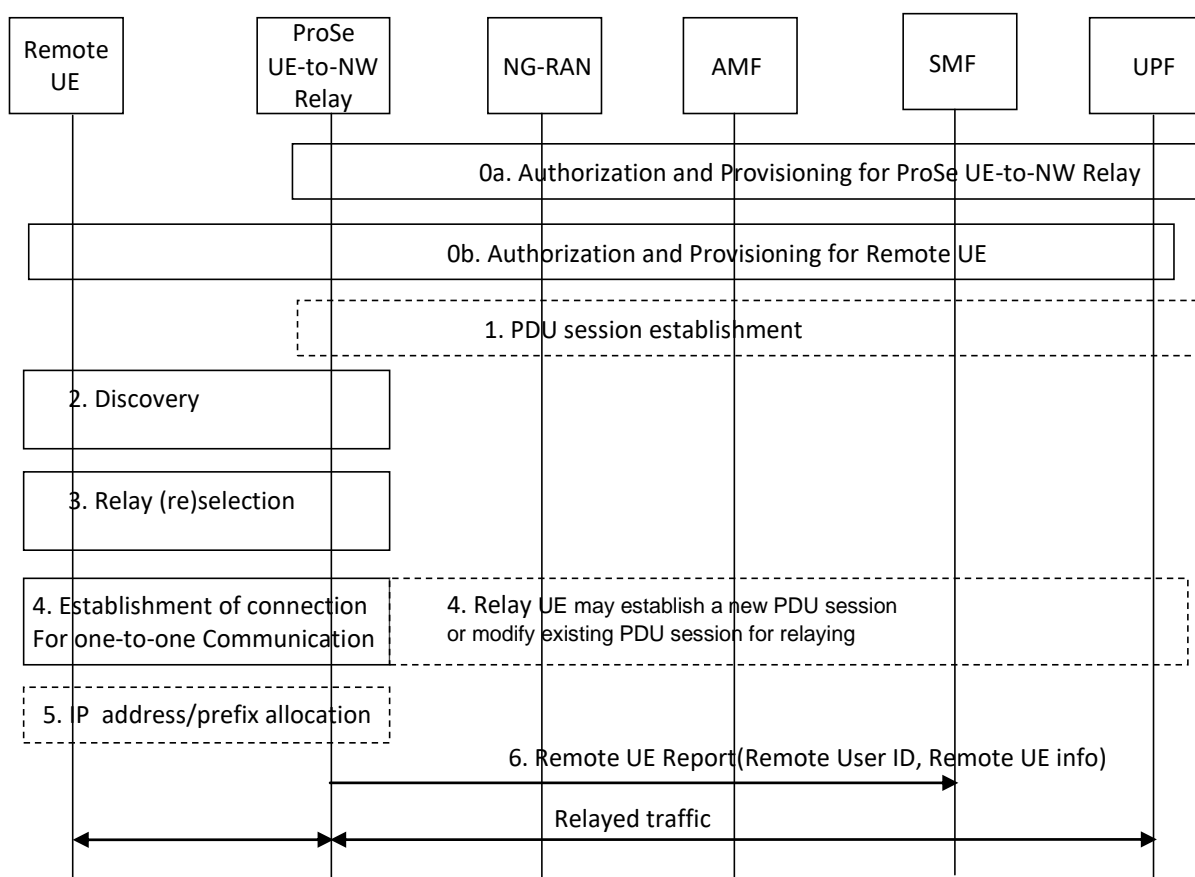 Remote
UE
ProSe
UE-to-NW
Relay
NG-RAN
AMF
SMF
UPF
0a. Authorization and Provisioning for ProSe UE-to-NW Relay
0b. Authorization and Provisioning for Remote UE
1. PDU session establishment
2. Discovery
3. Relay (re)selection
4. Establishment of connection
For one-to-one Communication
4. Relay UE may establish a new PDU session
or modify existing PDU session for relaying
5. IP address/prefix allocation
6. Remote UE Report(Remote User ID, Remote UE info)
Relayed traffic